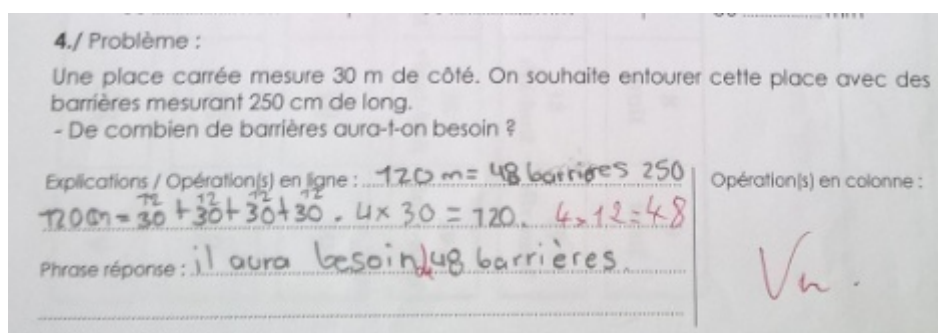 4./ Problème :
Une place carrée mesure 30 m de côté. On souhaite entourer cette place avec des
barrières mesurant 250 cm de long.
- De combien de barrières aura-t-on besoin ?
Explications / Opération(s) en ligne : 120 m = 48 barrières 250
Opération(s) en colonne :
12 12 12 12
120m = 30 + 30 + 30 + 30 . 4 x 30 = 120. 4 x 12 = 48
Phrase réponse : il aura besoin de 48 barrières.